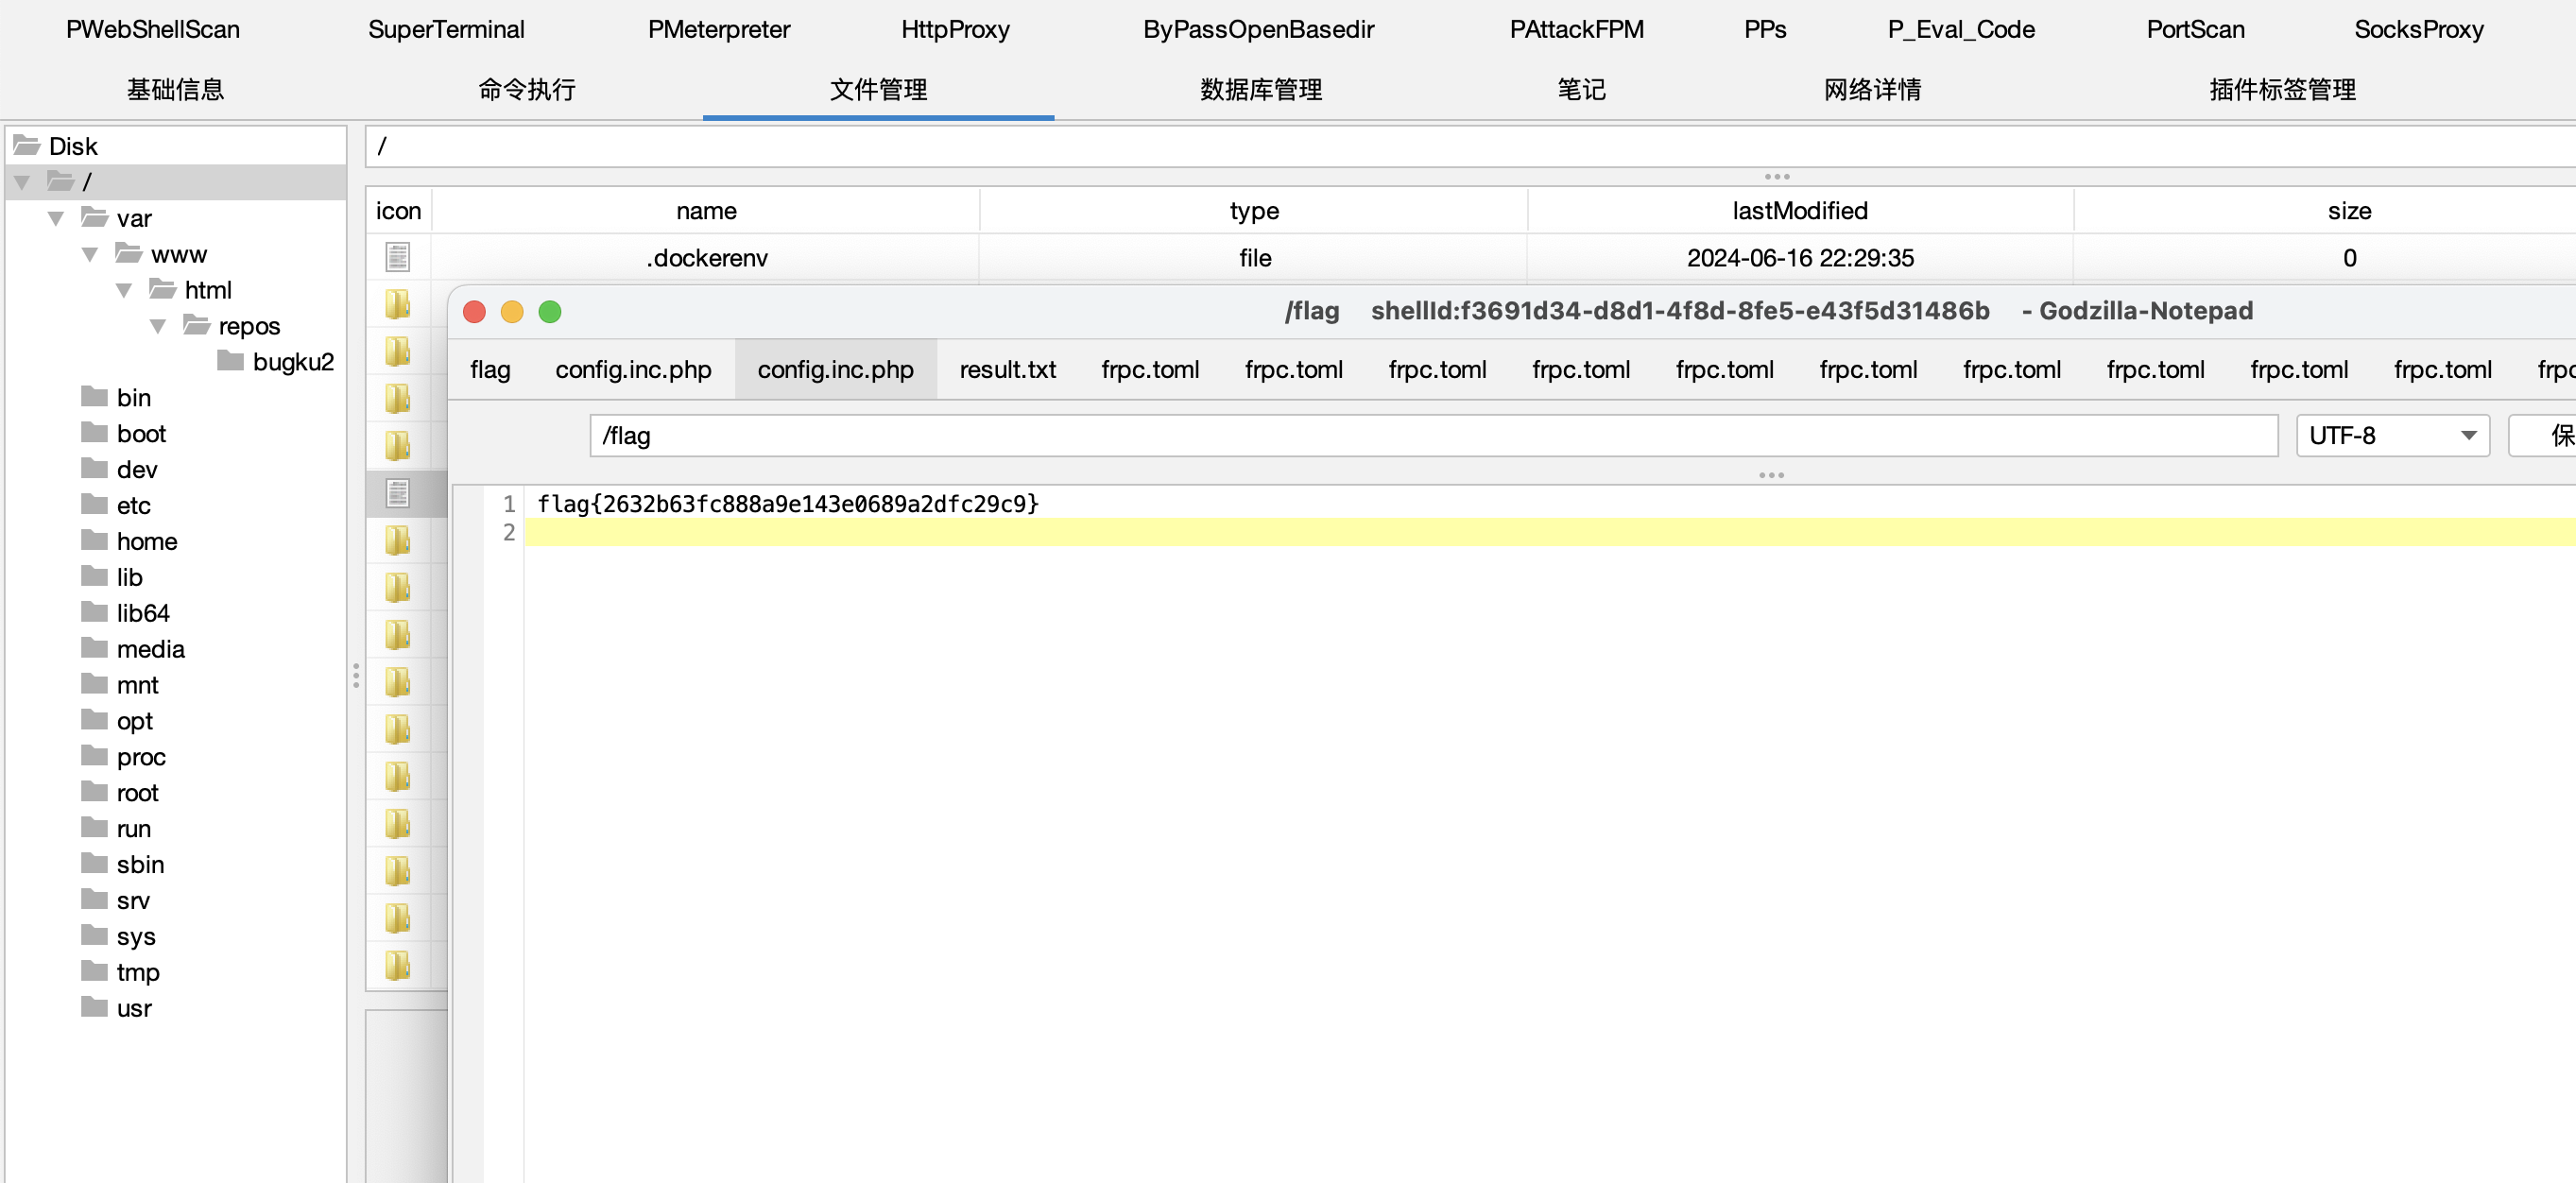 PWebShellScan SuperTerminal PMeterpreter HttpProxy ByPassOpenBasedir PAttackFPM PPs P_Eval_Code PortScan SocksProxy
基础信息 命令执行 文件管理 数据库管理 笔记 网络详情 插件标签管理
Disk
/
var
www
html
repos
bugku2
bin
boot
dev
etc
home
lib
lib64
media
mnt
opt
proc
root
run
sbin
srv
sys
tmp
usr
/
icon name type lastModified size
.dockerenv file 2024-06-16 22:29:35 0
/flag shellId:f3691d34-d8d1-4f8d-8fe5-e43f5d31486b - Godzilla-Notepad
flag config.inc.php config.inc.php result.txt frpc.toml frpc.toml frpc.toml frpc.toml frpc.toml frpc.toml frpc.toml frpc.toml frpc.toml frpc.toml
/flag UTF-8
1 flag{2632b63fc888a9e143e0689a2dfc29c9}
2